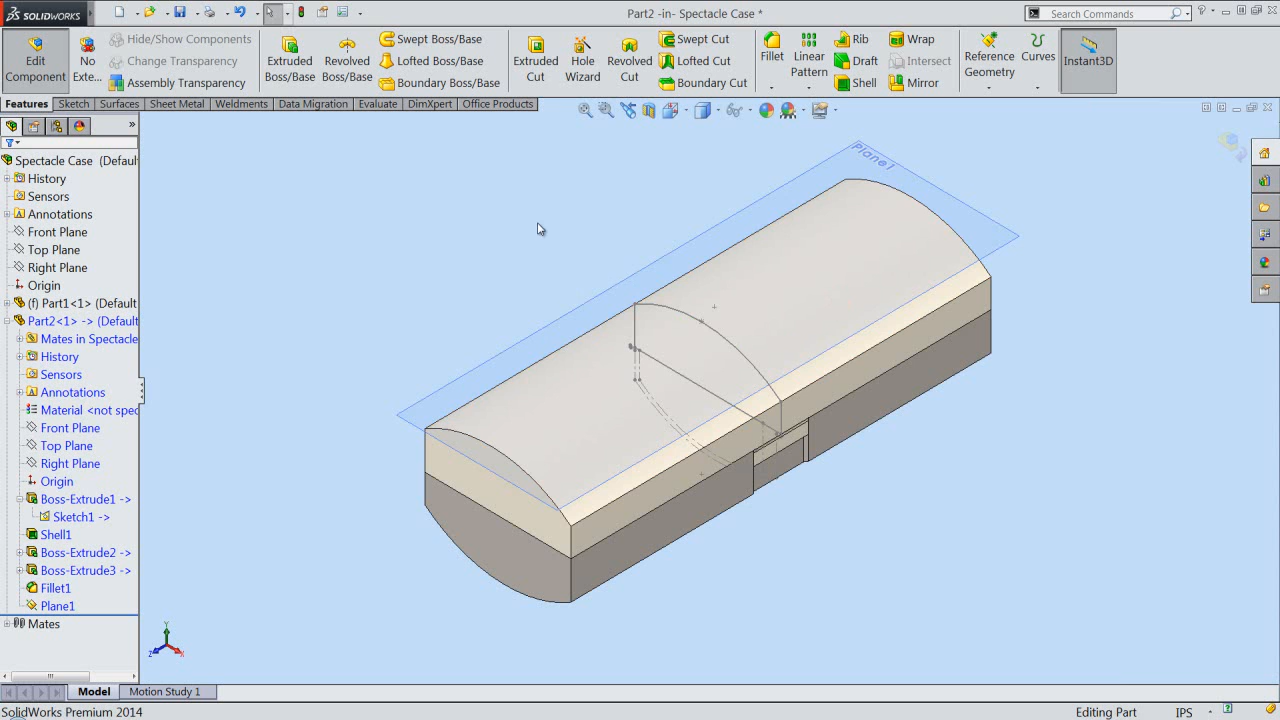 SOLIDWORKS
Part2 -in- Spectacle Case *
Search Commands
Edit Component
No Exte...
Hide/Show Components
Change Transparency
Assembly Transparency
Extruded Boss/Base
Revolved Boss/Base
Swept Boss/Base
Lofted Boss/Base
Boundary Boss/Base
Extruded Cut
Hole Wizard
Revolved Cut
Swept Cut
Lofted Cut
Boundary Cut
Fillet
Linear Pattern
Rib
Draft
Shell
Wrap
Intersect
Mirror
Reference Geometry
Curves
Instant3D
Features
Sketch
Surfaces
Sheet Metal
Weldments
Data Migration
Evaluate
DimXpert
Office Products
Spectacle Case (Defaul
History
Sensors
Annotations
Front Plane
Top Plane
Right Plane
Origin
(f) Part1<1> (Default
Part2<1> -> (Default
Mates in Spectacle
History
Sensors
Annotations
Material <not spec
Front Plane
Top Plane
Right Plane
Origin
Boss-Extrude1 ->
Sketch1 ->
Shell1
Boss-Extrude2 ->
Boss-Extrude3 ->
Fillet1
Plane1
Mates
Plane1
Y
Z
X
Model
Motion Study 1
SolidWorks Premium 2014
Editing Part
IPS